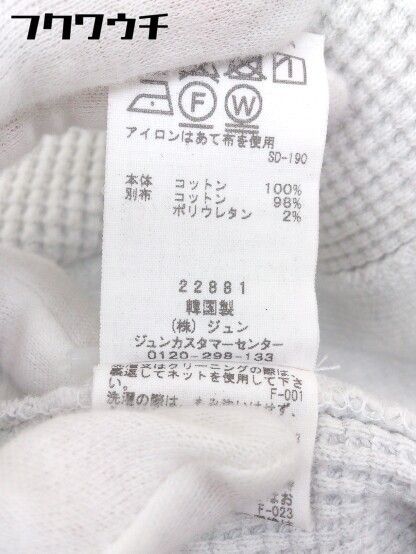 フクワウチ
F W
アイロンはあて布を使用
SD-190
本体 コットン 100%
別布 コットン 98%
ポリウレタン 2%
22881
韓国製
(株) ジュン
ジュンカスタマーセンター
0120-298-133
裏返してネットを使用して下さ
い。
F-001
洗濯の際は、
F-023